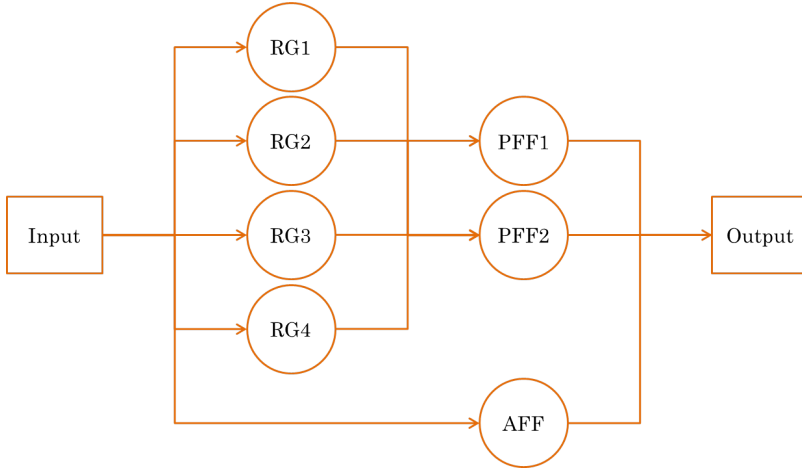 RG1
RG2
PFF1
Input
RG3
PFF2
Output
RG4
AFF